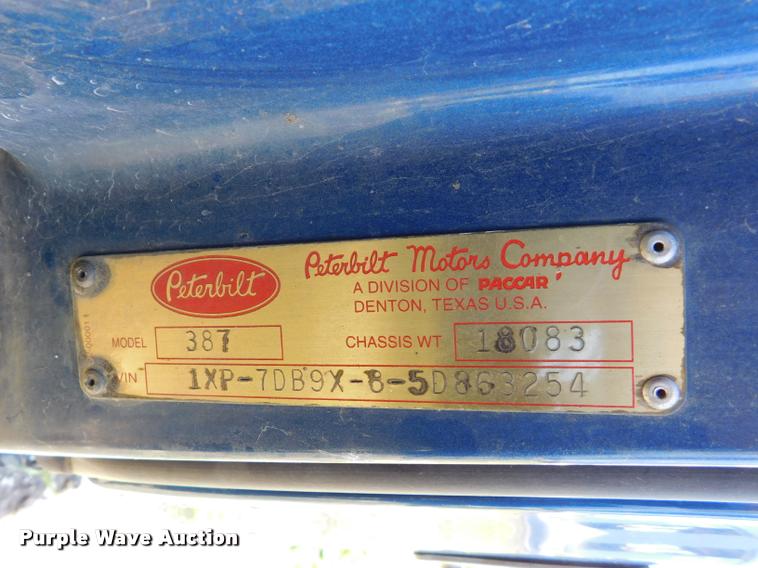 Peterbilt
Peterbilt Motors Company
A DIVISION OF PACCAR
DENTON, TEXAS U.S.A.
MODEL 387 CHASSIS WT 18083
VIN 1XP-7DB9X-8-5D863254
Purple Wave Auction